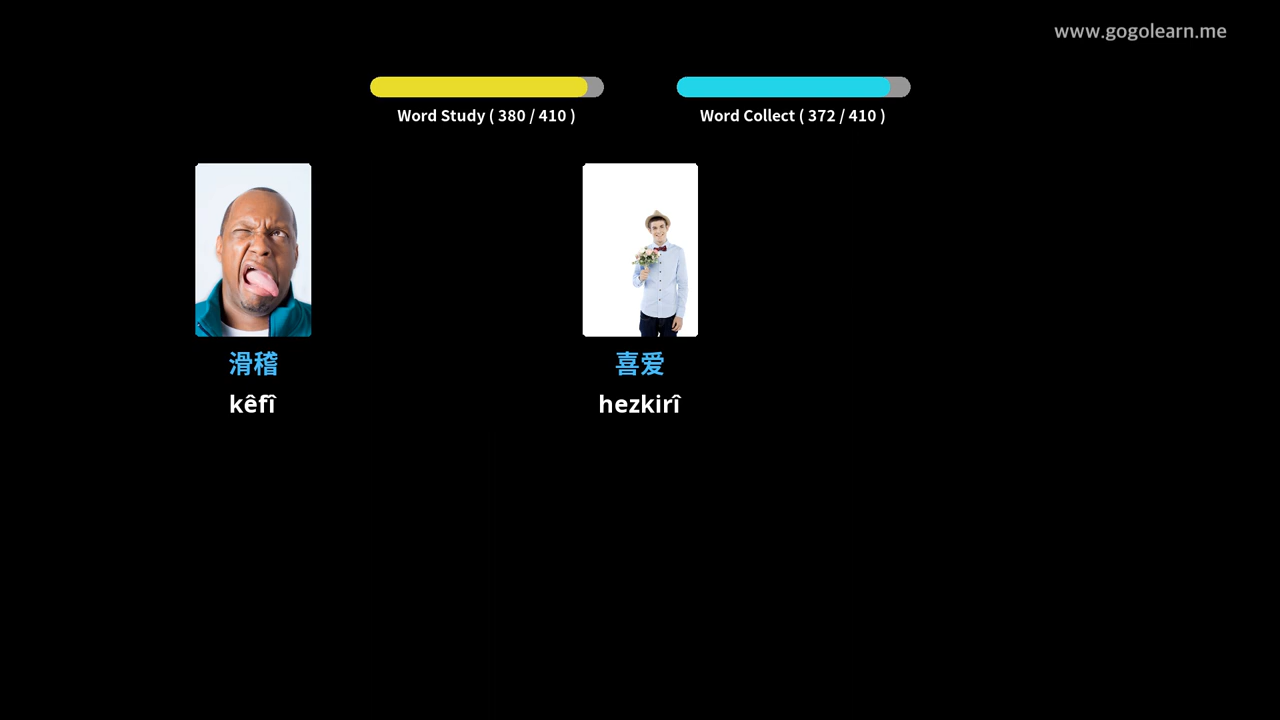 www.gogolearn.me
Word Study ( 380 / 410 )
Word Collect ( 372 / 410 )
滑稽
kêfî
喜爱
hezkirî